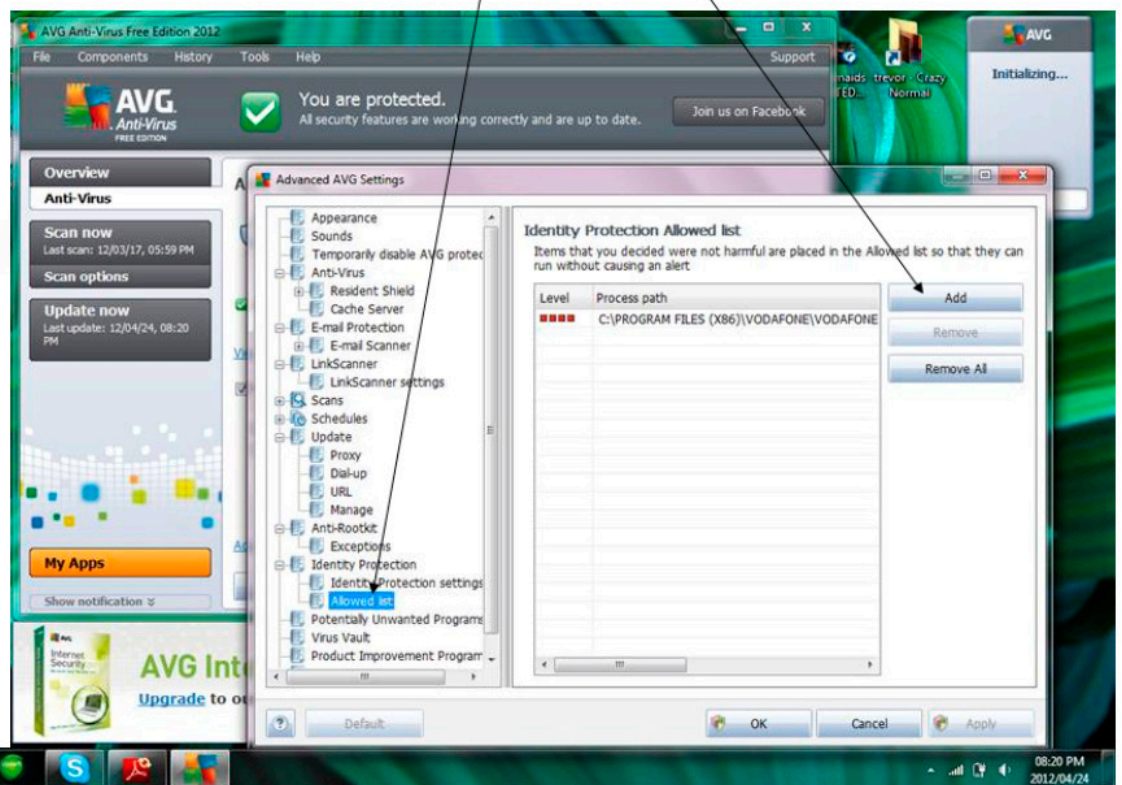 AVG Anti-Virus Free Edition 2012
File Components History Tools Help Support
AVG
Anti-Virus
FREE EDITION
You are protected.
All security features are working correctly and are up to date.
Join us on Facebook
trevor - Crazy
Normal
AVG
Initializing...
Overview
Anti-Virus
Scan now
Last scan: 12/03/17, 05:59 PM
Scan options
Update now
Last update: 12/04/24, 08:20
PM
My Apps
Show notification
Advanced AVG Settings
Appearance
Sounds
Temporarily disable AVG protec
Anti-Virus
Resident Shield
Cache Server
E-mail Protection
E-mail Scanner
LinkScanner
LinkScanner settings
Scans
Schedules
Update
Proxy
Dial-up
URL
Manage
Anti-Rootkit
Exceptions
Identity Protection
Identity Protection settings
Allowed list
Potentially Unwanted Programs
Virus Vault
Product Improvement Program
Identity Protection Allowed list
Items that you decided were not harmful are placed in the Allowed list so that they can
run without causing an alert
Level Process path
C:\PROGRAM FILES (X86)\VODAFONE\VODAFONE
Add
Remove
Remove All
Default
OK
Cancel
Apply
AVG
Internet
Security
AVG Int
Upgrade to ou
08:20 PM
2012/04/24